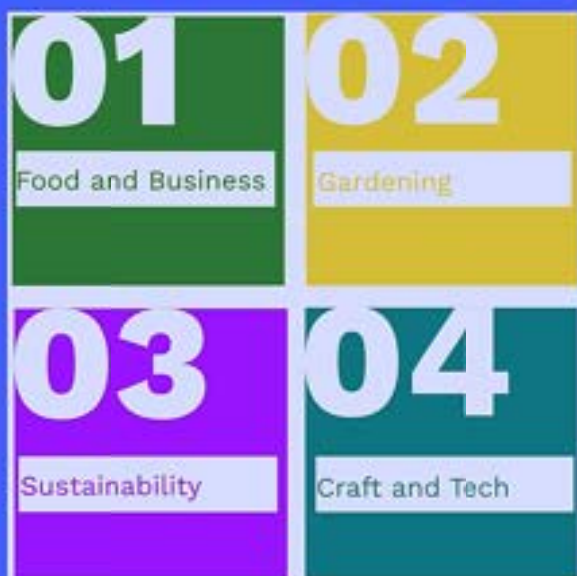 01
Food and Business
02
Gardening
03
Sustainability
04
Craft and Tech